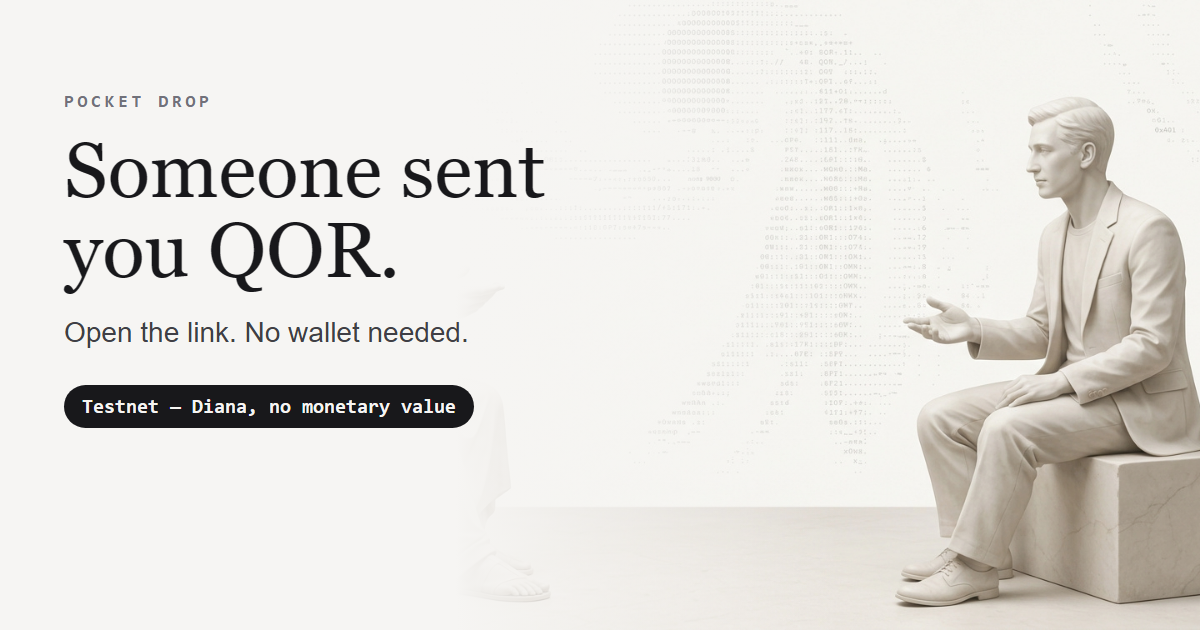 POCKET DROP
Someone sent
you QOR.
Open the link. No wallet needed.
Testnet — Diana, no monetary value